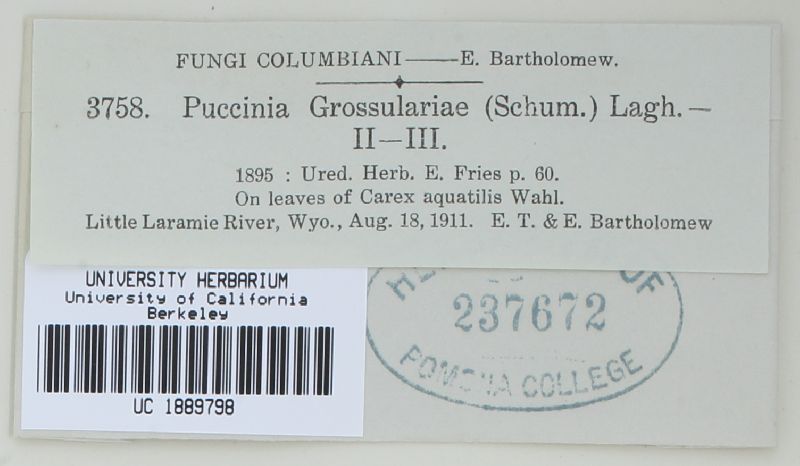 FUNGI COLUMBIANI——E. Bartholomew.
3758. Puccinia Grossulariae (Schum.) Lagh.—
II—III.
1895 : Ured. Herb. E. Fries p. 60.
On leaves of Carex aquatilis Wahl.
Little Laramie River, Wyo., Aug. 18, 1911. E. T. & E. Bartholomew
UNIVERSITY HERBARIUM
University of California
Berkeley
UC 1889798
OF
237672
POMONA COLLEGE